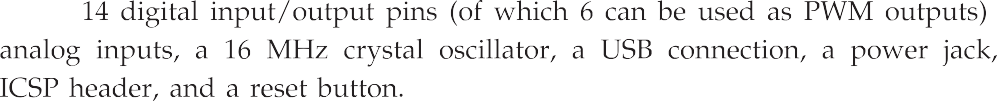 14 digital input/output pins (of which 6 can be used as PWM outputs)
analog inputs, a 16 MHz crystal oscillator, a USB connection, a power jack,
ICSP header, and a reset button.